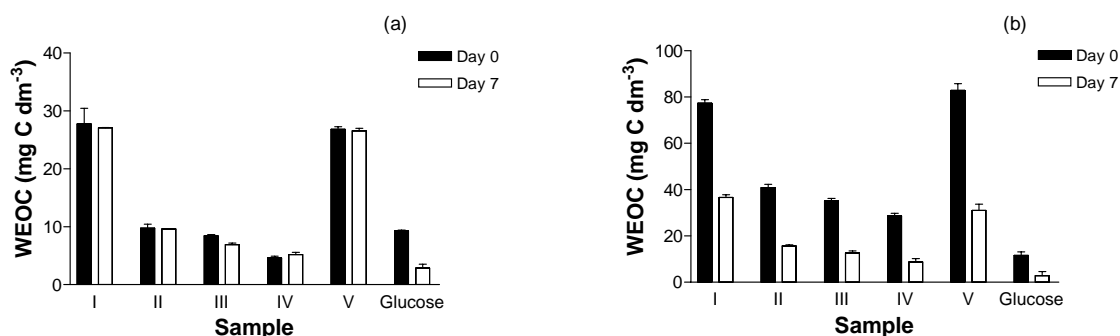 (a)
Day 0
Day 7
WEOC (mg C dm⁻³)
40
30
20
10
0
I II III IV V Glucose
Sample
(b)
Day 0
Day 7
WEOC (mg C dm⁻³)
100
80
60
40
20
0
I II III IV V Glucose
Sample